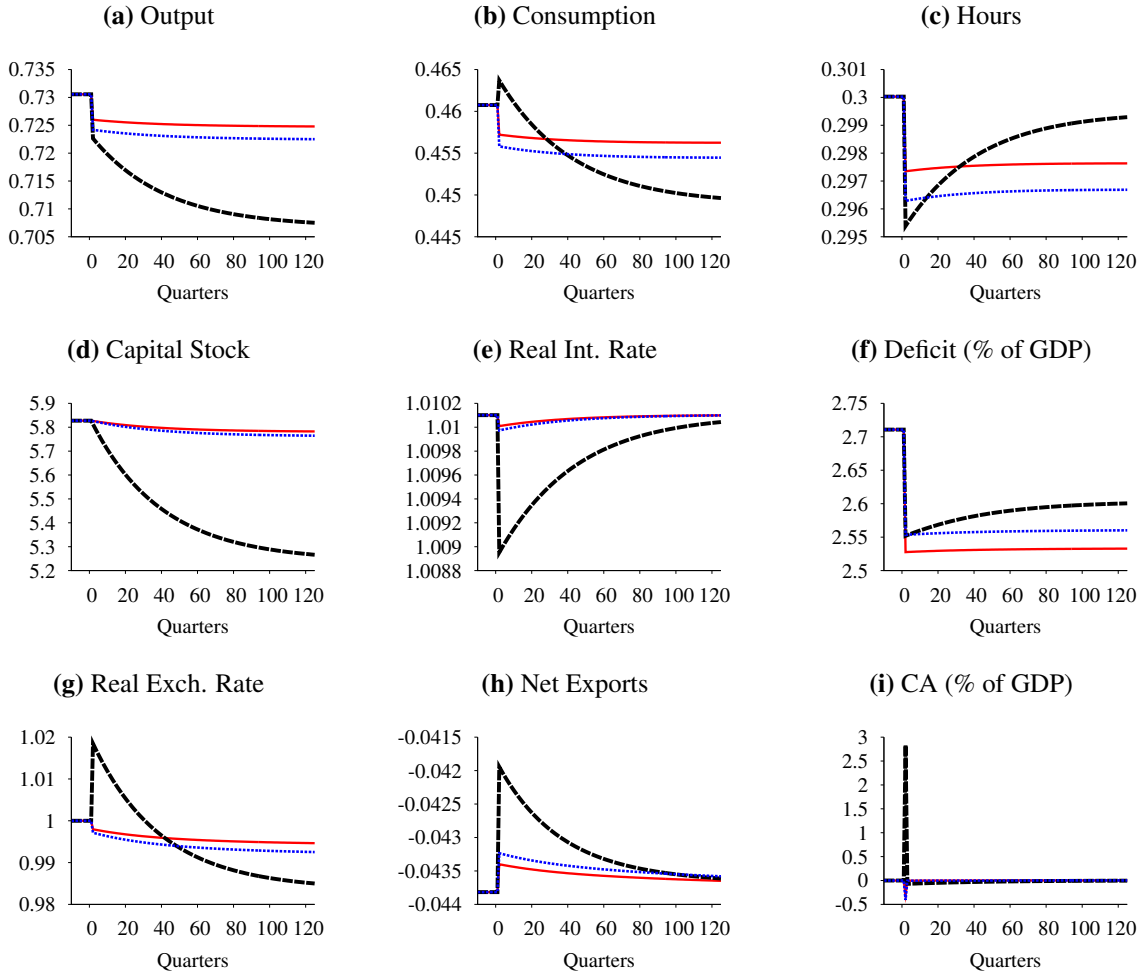 (a) Output
(b) Consumption
(c) Hours
0.735
0.73
0.725
0.72
0.715
0.71
0.705
0 20 40 60 80 100 120
Quarters
0.465
0.46
0.455
0.45
0.445
0 20 40 60 80 100 120
Quarters
0.301
0.3
0.299
0.298
0.297
0.296
0.295
0 20 40 60 80 100 120
Quarters
(d) Capital Stock
(e) Real Int. Rate
(f) Deficit (% of GDP)
5.9
5.8
5.7
5.6
5.5
5.4
5.3
5.2
0 20 40 60 80 100 120
Quarters
1.0102
1.01
1.0098
1.0096
1.0094
1.0092
1.009
1.0088
0 20 40 60 80 100 120
Quarters
2.75
2.7
2.65
2.6
2.55
2.5
0 20 40 60 80 100 120
Quarters
(g) Real Exch. Rate
(h) Net Exports
(i) CA (% of GDP)
1.02
1.01
1
0.99
0.98
0 20 40 60 80 100 120
Quarters
-0.0415
-0.042
-0.0425
-0.043
-0.0435
-0.044
0 20 40 60 80 100 120
Quarters
3
2.5
2
1.5
1
0.5
0
-0.5
0 20 40 60 80 100 120
Quarters